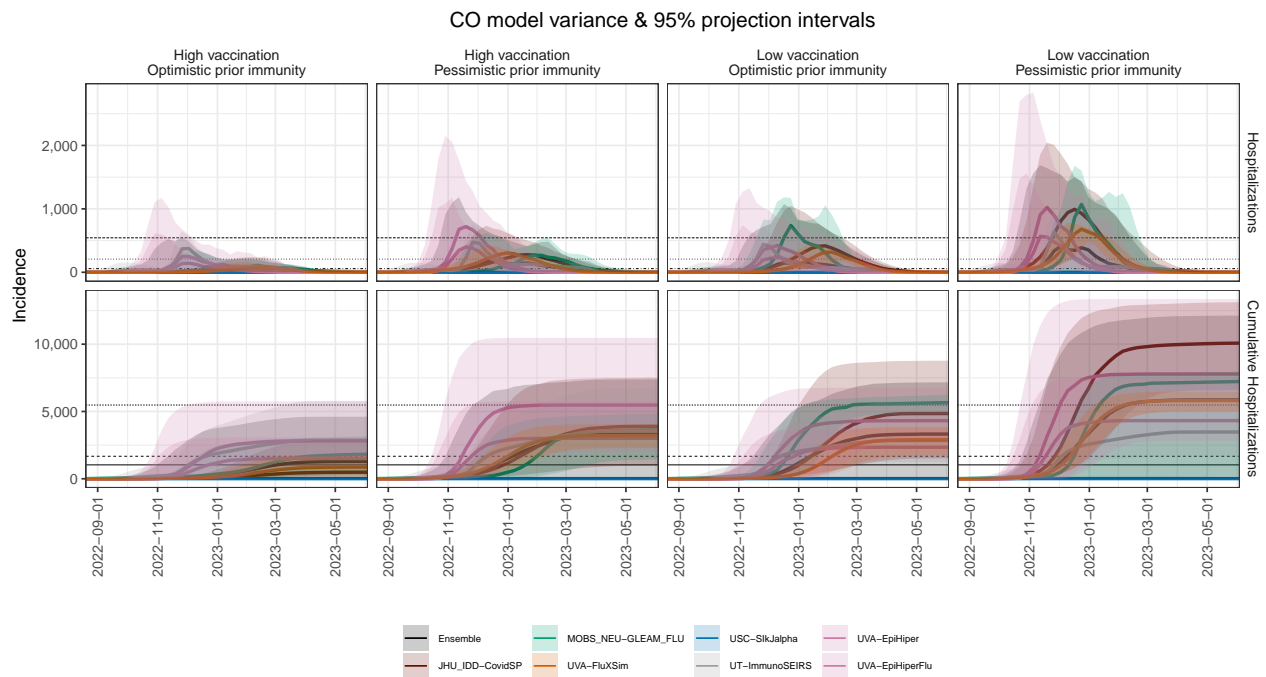 CO model variance & 95% projection intervals
High vaccination
Optimistic prior immunity
High vaccination
Pessimistic prior immunity
Low vaccination
Optimistic prior immunity
Low vaccination
Pessimistic prior immunity
Incidence
2,000
1,000
0
Hospitalizations
10,000
5,000
0
Cumulative Hospitalizations
2022−09−01
2022−11−01
2023−01−01
2023−03−01
2023−05−01
2022−09−01
2022−11−01
2023−01−01
2023−03−01
2023−05−01
2022−09−01
2022−11−01
2023−01−01
2023−03−01
2023−05−01
2022−09−01
2022−11−01
2023−01−01
2023−03−01
2023−05−01
Ensemble
MOBS_NEU−GLEAM_FLU
USC−SIkJalpha
UVA−EpiHiper
JHU_IDD−CovidSP
UVA−FluXSim
UT−ImmunoSEIRS
UVA−EpiHiperFlu